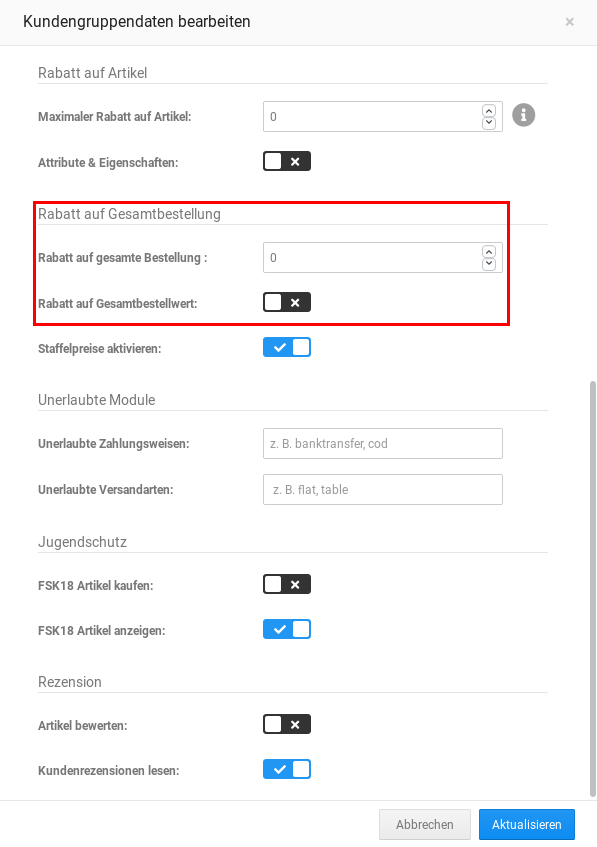 Kundengruppendaten bearbeiten ×
Rabatt auf Artikel
Maximaler Rabatt auf Artikel: 0
Attribute & Eigenschaften:
Rabatt auf Gesamtbestellung
Rabatt auf gesamte Bestellung : 0
Rabatt auf Gesamtbestellwert:
Staffelpreise aktivieren:
Unerlaubte Module
Unerlaubte Zahlungsweisen: z. B. banktransfer, cod
Unerlaubte Versandarten: z. B. flat, table
Jugendschutz
FSK18 Artikel kaufen:
FSK18 Artikel anzeigen:
Rezension
Artikel bewerten:
Kundenrezensionen lesen:
Abbrechen Aktualisieren